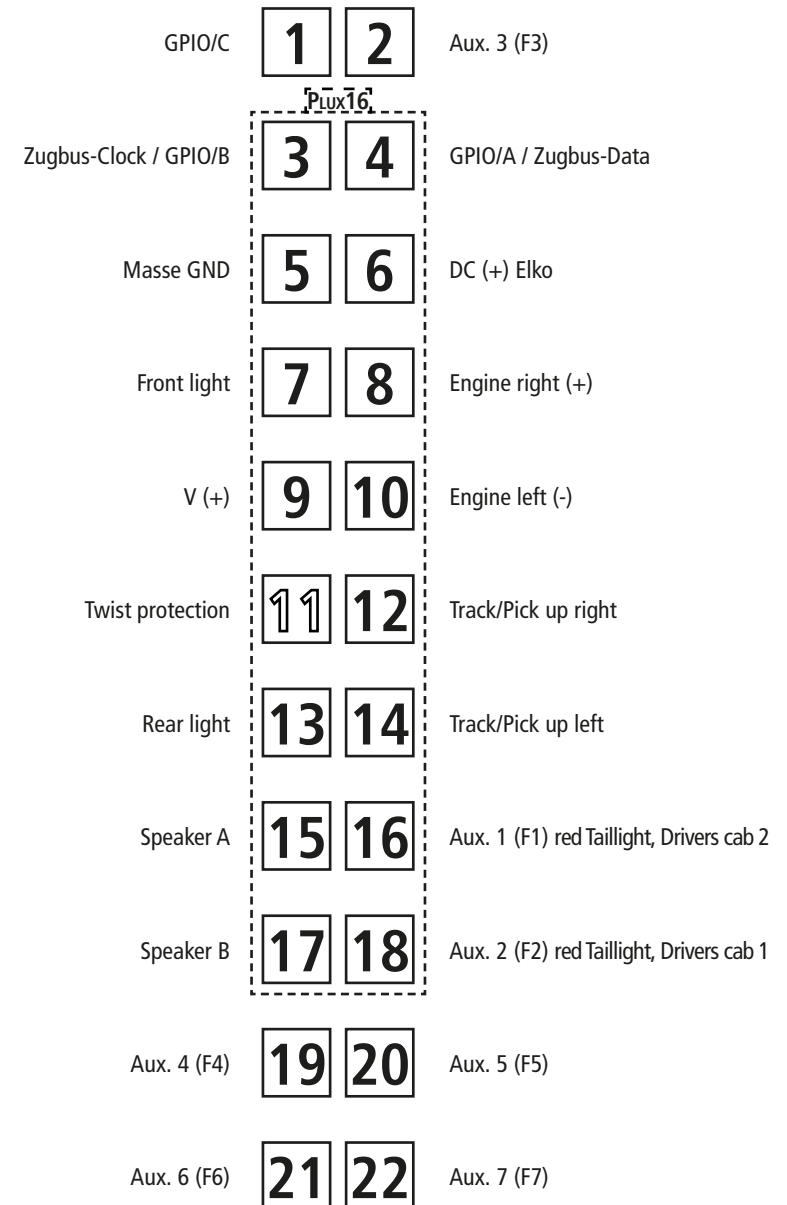 GPIO/C 1 2 Aux. 3 (F3)
PLUX16
Zugbus-Clock / GPIO/B 3 4 GPIO/A / Zugbus-Data
Masse GND 5 6 DC (+) Elko
Front light 7 8 Engine right (+)
V (+) 9 10 Engine left (-)
Twist protection 11 12 Track/Pick up right
Rear light 13 14 Track/Pick up left
Speaker A 15 16 Aux. 1 (F1) red Taillight, Drivers cab 2
Speaker B 17 18 Aux. 2 (F2) red Taillight, Drivers cab 1
Aux. 4 (F4) 19 20 Aux. 5 (F5)
Aux. 6 (F6) 21 22 Aux. 7 (F7)